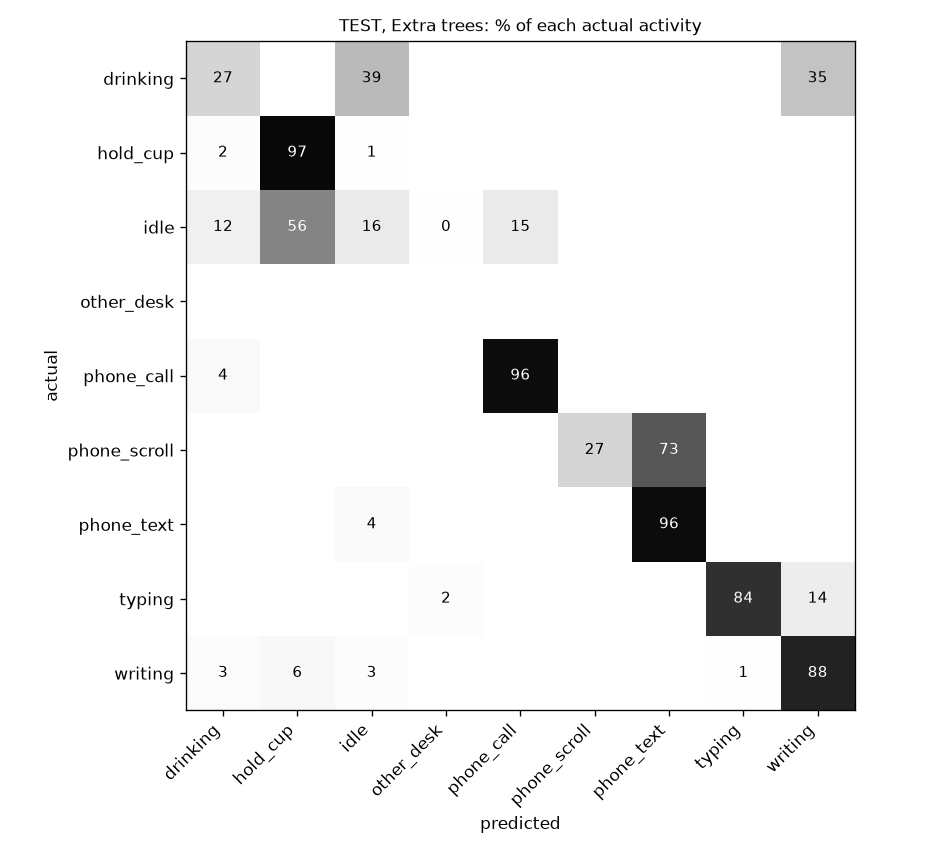 TEST, Extra trees: % of each actual activity
drinking 27 39 35
hold_cup 2 97 1
idle 12 56 16 0 15
other_desk
phone_call 4 96
phone_scroll 27 73
phone_text 4 96
typing 2 84 14
writing 3 6 3 1 88
actual
drinking hold_cup idle other_desk phone_call phone_scroll phone_text typing writing
predicted